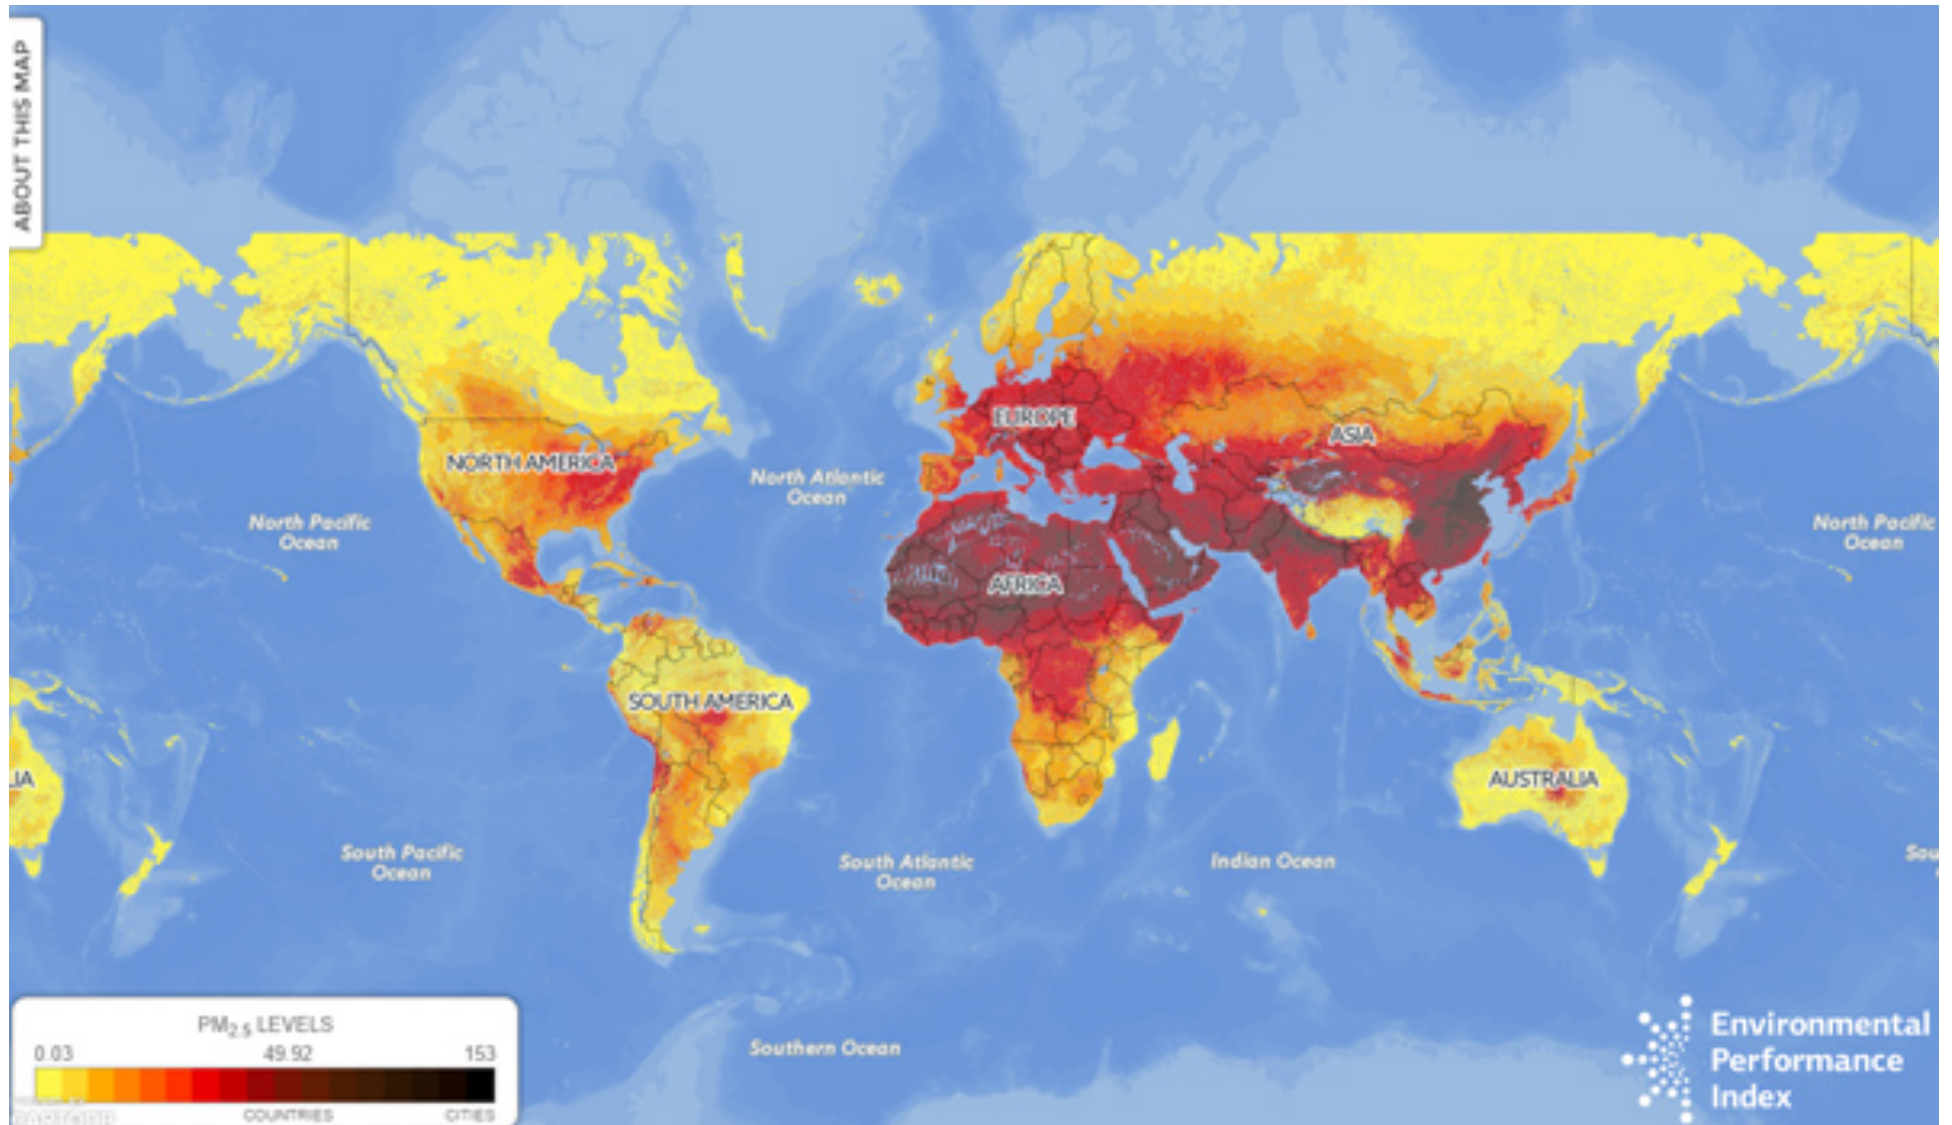 ABOUT THIS MAP
NORTH AMERICA
EUROPE
ASIA
North Atlantic
Ocean
North Pacific
Ocean
North Pacific
Ocean
AFRICA
SOUTH AMERICA
IA
AUSTRALIA
South Pacific
Ocean
South Atlantic
Ocean
Indian Ocean
Sou
Southern Ocean
PM2.5 LEVELS
0.03 49.92 153
COUNTRIES CITIES
Environmental
Performance
Index